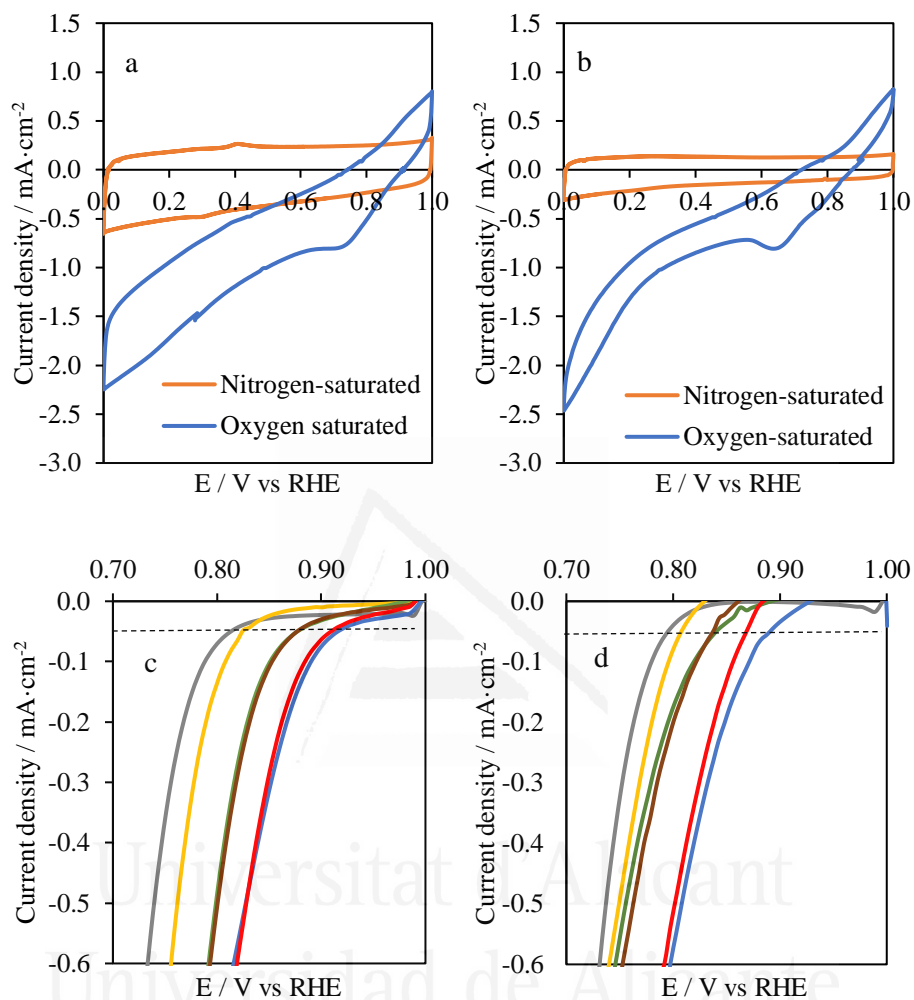 a
1.5
1.0
0.5
0.0
-0.5
-1.0
-1.5
-2.0
-2.5
-3.0
0.0 0.2 0.4 0.6 0.8 1.0
Current density / mA·cm-2
Nitrogen-saturated
Oxygen saturated
E / V vs RHE
b
1.5
1.0
0.5
0.0
-0.5
-1.0
-1.5
-2.0
-2.5
-3.0
0.0 0.2 0.4 0.6 0.8 1.0
Current density / mA·cm-2
Nitrogen-saturated
Oxygen-saturated
E / V vs RHE
0.70 0.80 0.90 1.00
0.0
-0.1
-0.2
-0.3
-0.4
-0.5
-0.6
c
Current density / mA·cm-2
E / V vs RHE
0.70 0.80 0.90 1.00
0.0
-0.1
-0.2
-0.3
-0.4
-0.5
-0.6
d
Current density / mA·cm-2
E / V vs RHE
Universitat d'Alacant
Universidad de Alicante